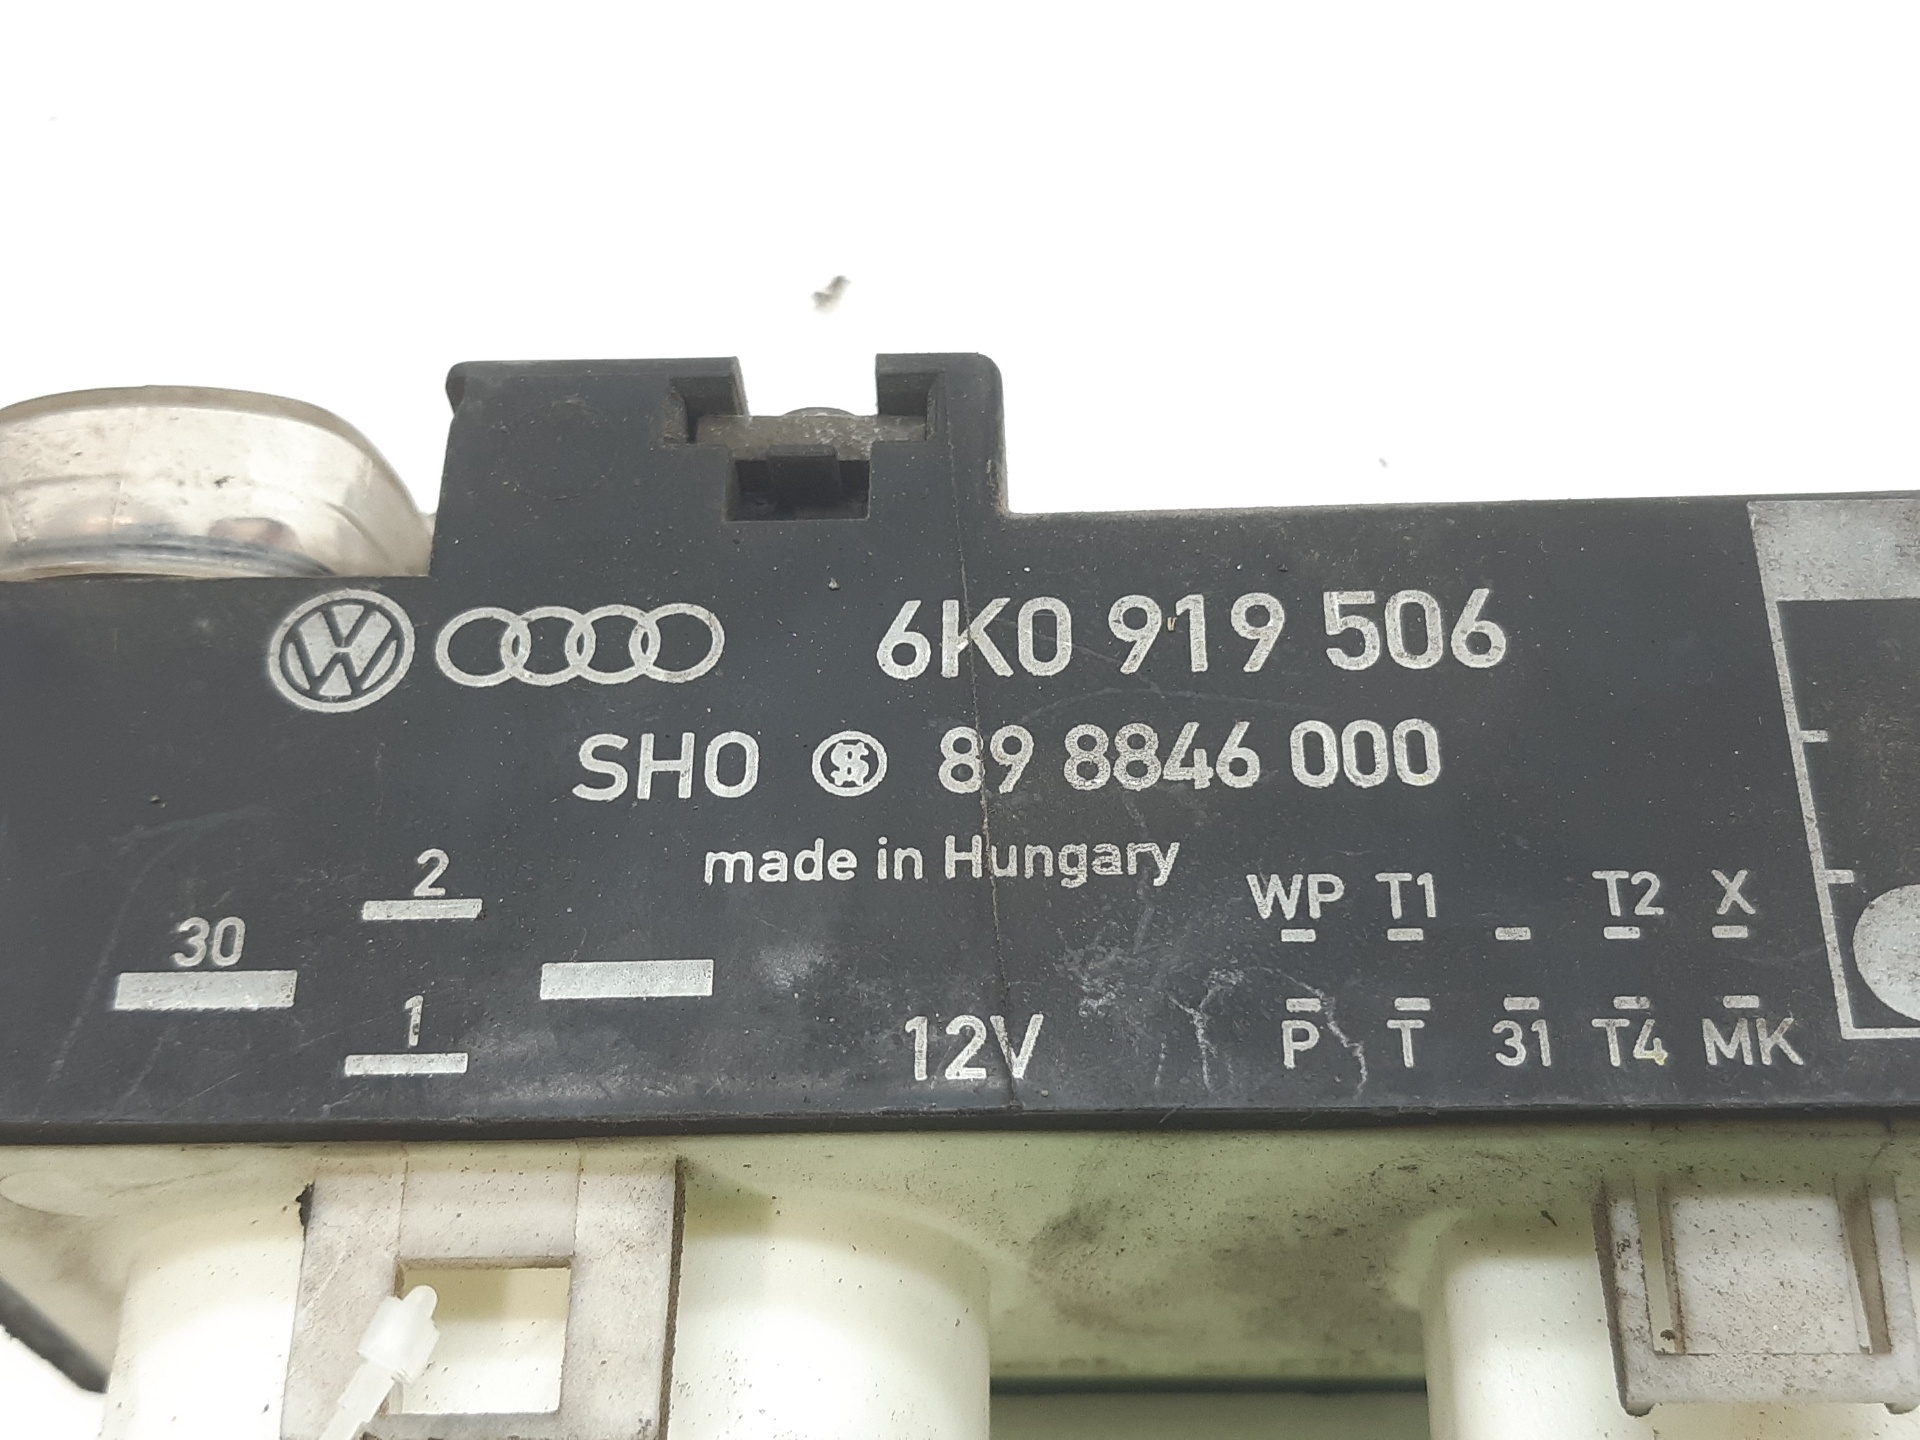 6K0 919 506
SHO 89 8846 000
made in Hungary
2
30
1
12V
WP T1 T2 X
P T 31 T4 MK